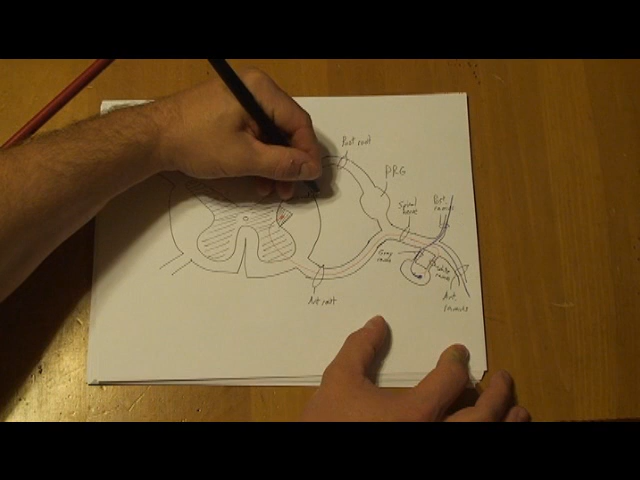 Post root
DRG
Spinal
nerve
Post.
ramus
Grey
ramus
White
ramus
Ant root
Ant.
ramus